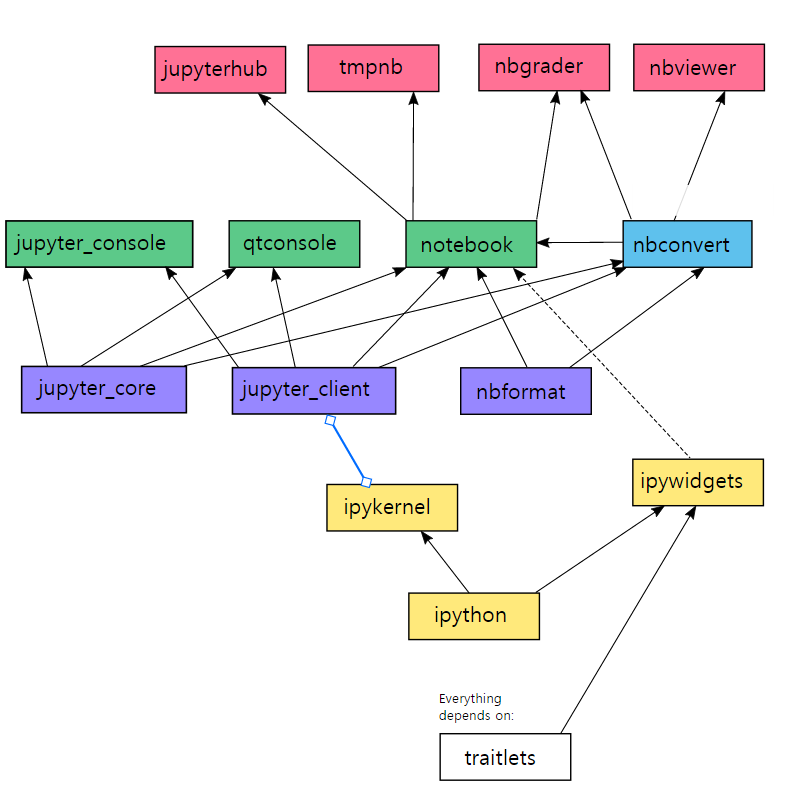 jupyterhub
tmpnb
nbgrader
nbviewer
jupyter_console
qtconsole
notebook
nbconvert
jupyter_core
jupyter_client
nbformat
ipywidgets
ipykernel
ipython
Everything
depends on:
traitlets